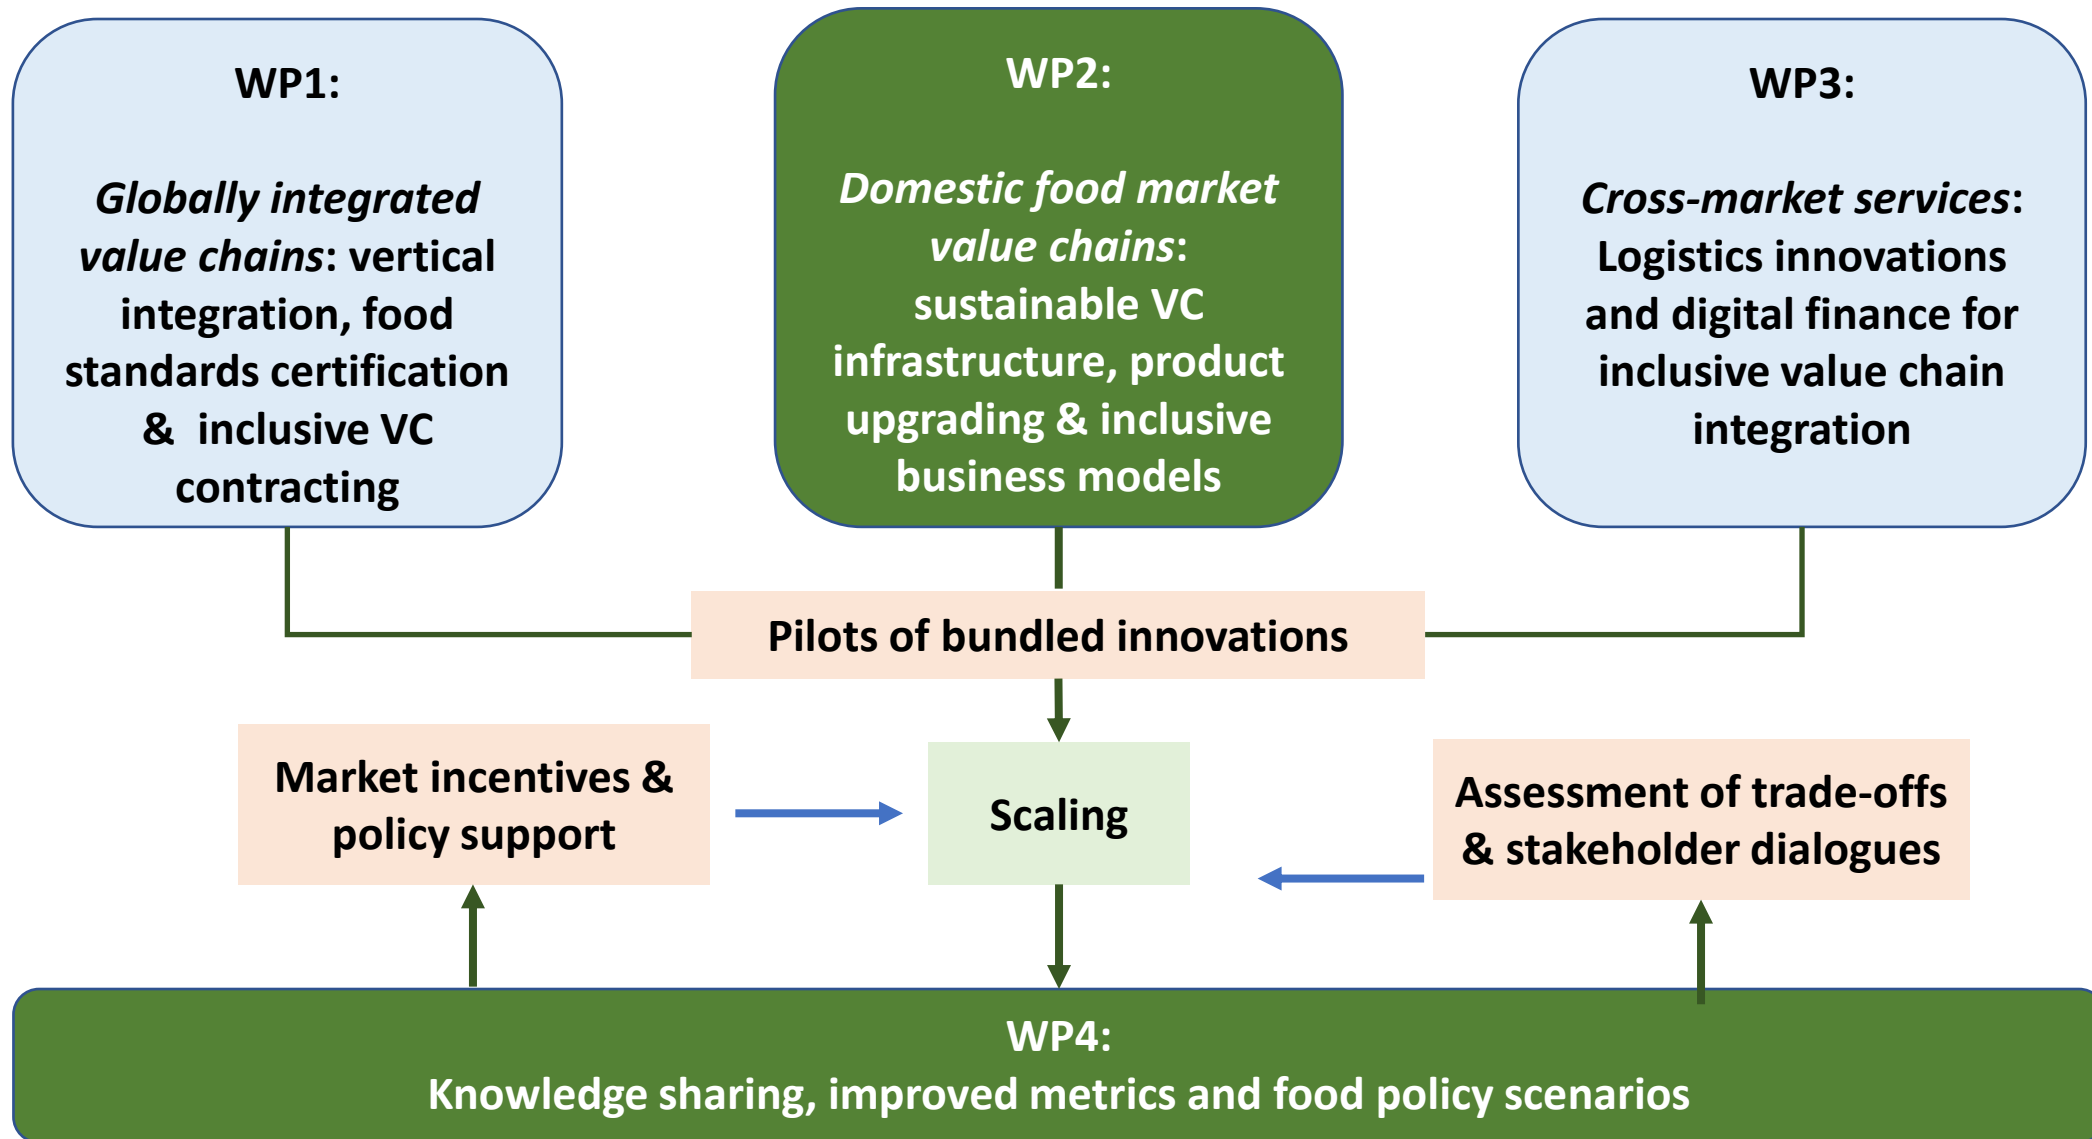 WP1:
Globally integrated
value chains: vertical
integration, food
standards certification
& inclusive VC
contracting
WP2:
Domestic food market
value chains:
sustainable VC
infrastructure, product
upgrading & inclusive
business models
WP3:
Cross-market services:
Logistics innovations
and digital finance for
inclusive value chain
integration
Pilots of bundled innovations
Market incentives &
policy support
Scaling
Assessment of trade-offs
& stakeholder dialogues
WP4:
Knowledge sharing, improved metrics and food policy scenarios